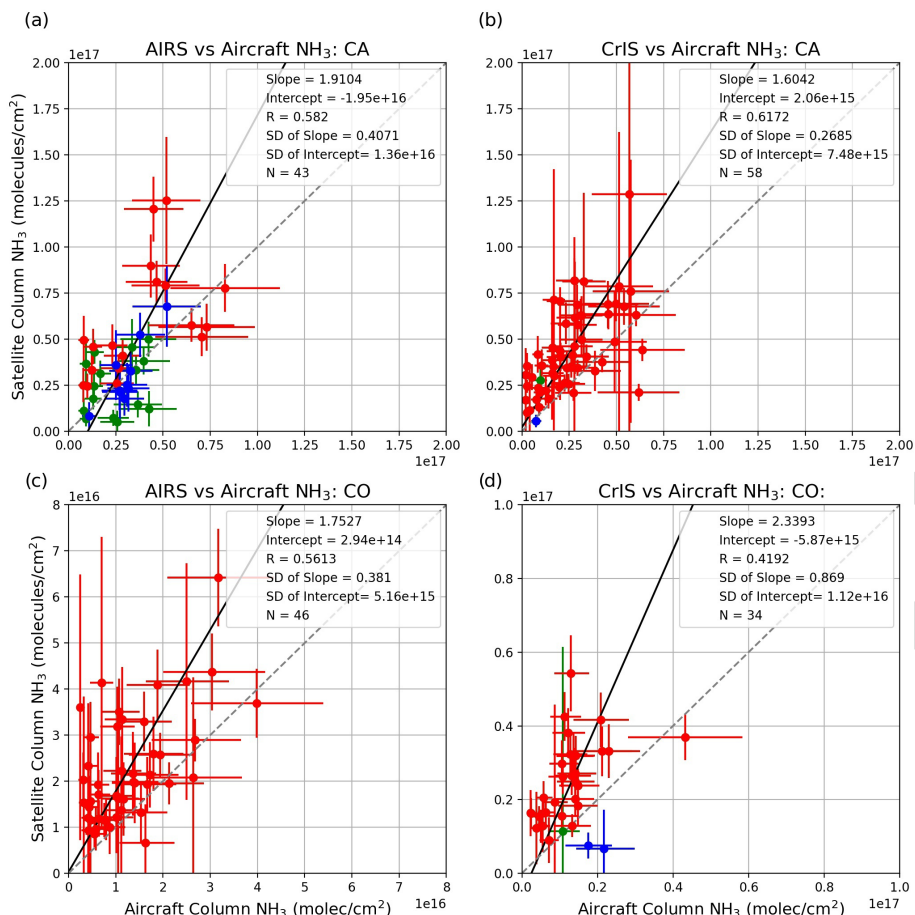 (a)
AIRS vs Aircraft NH3: CA
1e17
Satellite Column NH3 (molecules/cm2)
2.00
1.75
1.50
1.25
1.00
0.75
0.50
0.25
0.00
Slope = 1.9104
Intercept = -1.95e+16
R = 0.582
SD of Slope = 0.4071
SD of Intercept= 1.36e+16
N = 43
0.00 0.25 0.50 0.75 1.00 1.25 1.50 1.75 2.00
1e17
(b)
CrIS vs Aircraft NH3: CA
1e17
2.00
1.75
1.50
1.25
1.00
0.75
0.50
0.25
0.00
Slope = 1.6042
Intercept = 2.06e+15
R = 0.6172
SD of Slope = 0.2685
SD of Intercept= 7.48e+15
N = 58
0.00 0.25 0.50 0.75 1.00 1.25 1.50 1.75 2.00
1e17
(c)
AIRS vs Aircraft NH3: CO
1e16
Satellite Column NH3 (molecules/cm2)
8
7
6
5
4
3
2
1
0
Slope = 1.7527
Intercept = 2.94e+14
R = 0.5613
SD of Slope = 0.381
SD of Intercept= 5.16e+15
N = 46
0 1 2 3 4 5 6 7 8
1e16
Aircraft Column NH3 (molec/cm2)
(d)
CrIS vs Aircraft NH3: CO:
1e17
1.0
0.8
0.6
0.4
0.2
0.0
Slope = 2.3393
Intercept = -5.87e+15
R = 0.4192
SD of Slope = 0.869
SD of Intercept= 1.12e+16
N = 34
0.0 0.2 0.4 0.6 0.8 1.0
1e17
Aircraft Column NH3 (molec/cm2)